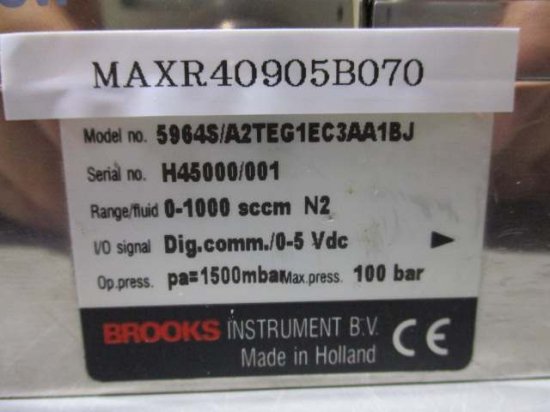 MAXR40905B070
Model no. 5964S/A2TEG1EC3AA1BJ
Serial no. H45000/001
Range/fluid 0-1000 sccm N2
I/O signal Dig.comm./0-5 Vdc
Op.press. pa=1500mbar Max.press. 100 bar
BROOKS INSTRUMENT B.V.
Made in Holland
CE